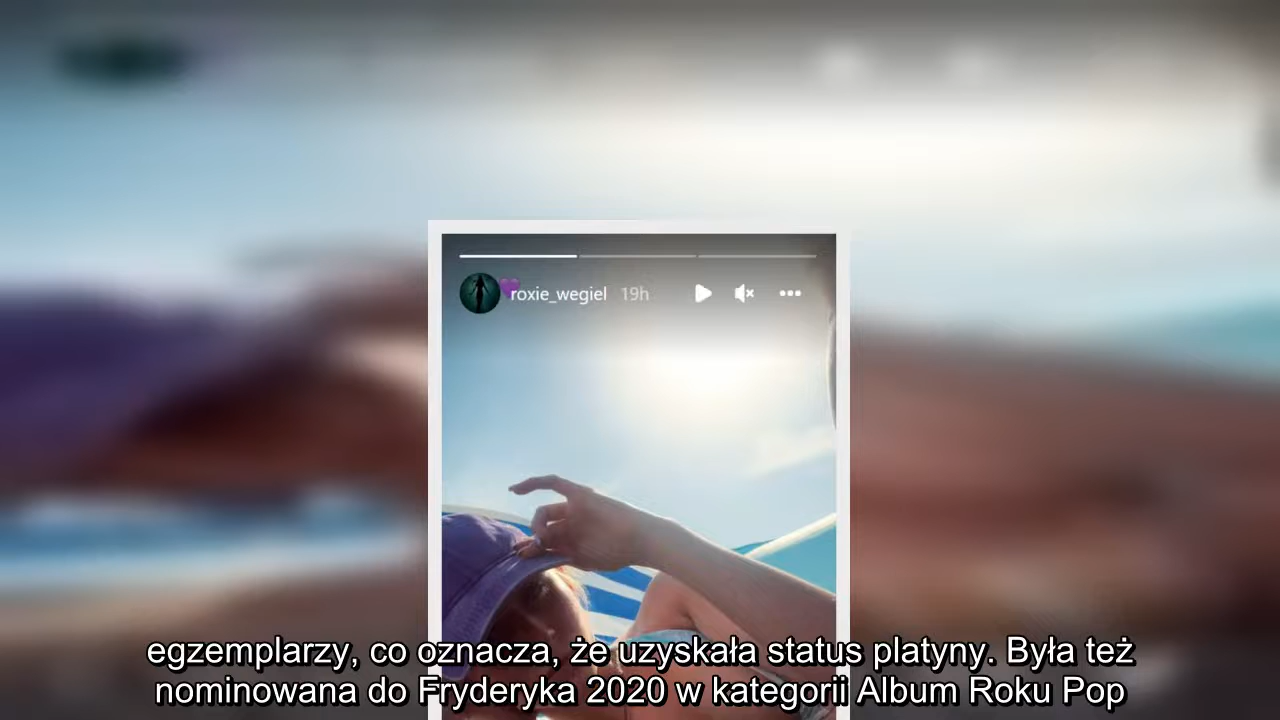 roxie_wegiel 19h
egzemplarzy, co oznacza, że uzyskała status platyny. Była też
nominowana do Fryderyka 2020 w kategorii Album Roku Pop